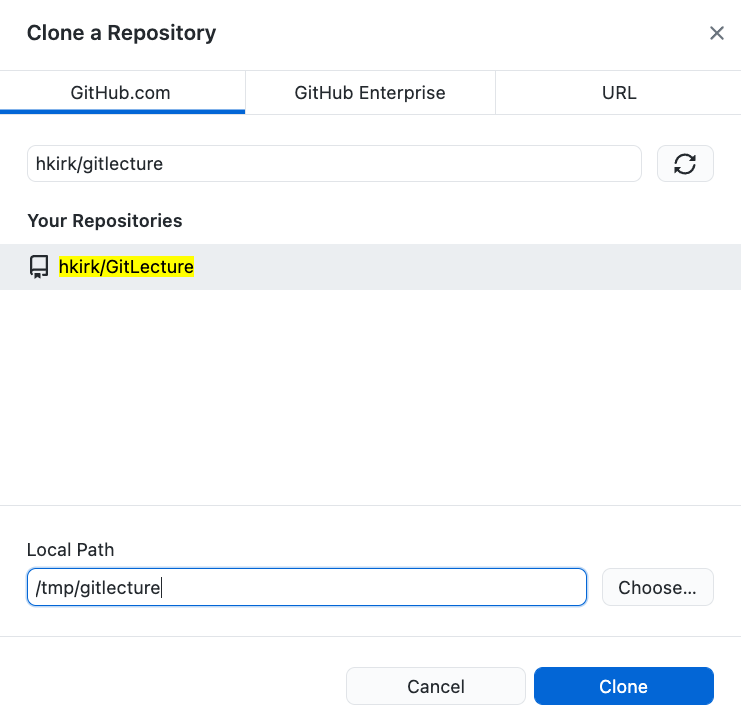 Clone a Repository
GitHub.com GitHub Enterprise URL
hkirk/gitlecture
Your Repositories
hkirk/GitLecture
Local Path
/tmp/gitlecture Choose...
Cancel Clone